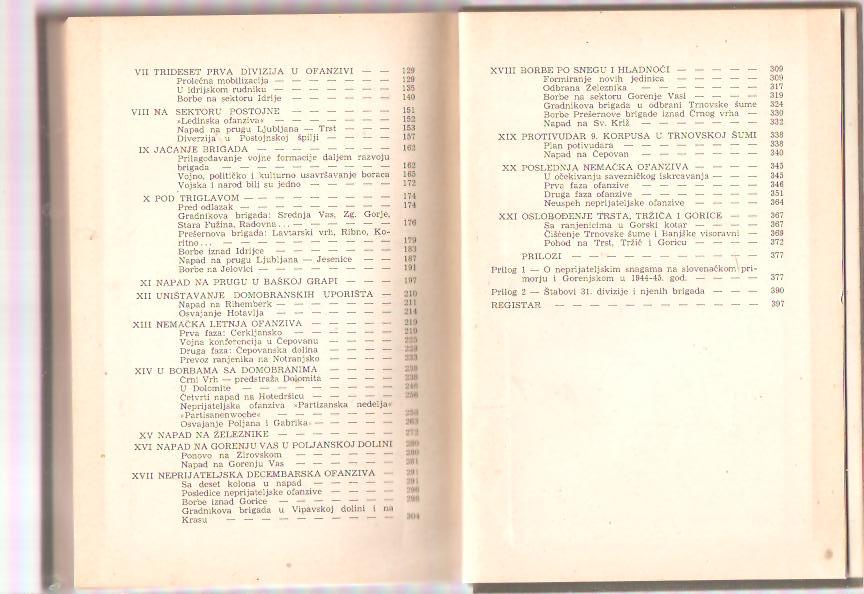 VII TRIDESET PRVA DIVIZIJA U OFANZIVI — — 129
Prolećna mobilizacija — — — — — — 129
U idrijskom rudniku — — — — — — 135
Borbe na sektoru Idrije — — — — — 140
VIII NA SEKTORU POSTOJNE — — — — — 151
»Ledinska ofanziva« — — — — — — 152
Napad na prugu Ljubljana — Trst — — — 153
Diverzija u Postojnskoj špilji — — — — 157
IX JAČANJE BRIGADA — — — — — — — 162
Prilagođavanje vojne formacije daljem razvoju
brigada — — — — — — — — — 162
Vojno, političko i kulturno usavršavanje boraca 165
Vojska i narod bili su jedno — — — — 172
X POD TRIGLAVOM — — — — — — — 174
Pred odlazak — — — — — — — — 174
Gradnikova brigada: Srednja Vas, Zg. Gorje,
Stara Fužina, Radovna... — — — — — 176
Prešernova brigada: Lavtarski vrh, Ribno, Ko-
ritno... — — — — — — — — — 179
Borbe iznad Idrijce — — — — — — 183
Napad na prugu Ljubljana — Jesenice — — 187
Borbe na Jelovici — — — — — — — 191
XI NAPAD NA PRUGU U BAŠKOJ GRAPI — — 197
XII UNIŠTAVANJE DOMOBRANSKIH UPORIŠTA — 210
Napad na Rihemberk — — — — — — 211
Osvajanje Hotavlja — — — — — — 214
XIII NEMAČKA LETNJA OFANZIVA — — — — 219
Prva faza: Cerkljansko — — — — — 219
Vojna konferencija u Čepovanu — — — 225
Druga faza: Čepovanska dolina — — — — 229
Prevoz ranjenika na Notranjsko — — — — 233
XIV U BORBAMA SA DOMOBRANIMA — — — 238
Črni Vrh — predstraža Dolomita — — — — 238
U Dolomite — — — — — — — — 246
Četvrti napad na Hotedršicu — — — — — 256
Neprijateljska ofanziva »Partizanska nedelja«
»Partisanenwoche« — — — — — — — 258
Osvajanje Poljana i Gabrika — — — — — 263
XV NAPAD NA ŽELEZNIKE — — — — — — 273
XVI NAPAD NA GORENJU VAS U POLJANSKOJ DOLINI 280
Ponovo na Žirovskom — — — — — — 280
Napad na Gorenju Vas — — — — — — 281
XVII NEPRIJATELJSKA DECEMBARSKA OFANZIVA — 291
Sa deset kolona u napad — — — — — 291
Posledice neprijateljske ofanzive — — — — 296
Borbe iznad Gorice — — — — — — — 298
Gradnikova brigada u Vipavskoj dolini i na
Krasu — — — — — — — — — 304
XVIII BORBE PO SNEGU I HLADNOĆI — — — — 309
Formiranje novih jedinica — — — — — 309
Odbrana Železnika — — — — — — — 317
Borbe na sektoru Gorenje Vasi — — — — 319
Gradnikova brigada u odbrani Trnovske šume 324
Borbe Prešernove brigade iznad Črnog vrha — 330
Napad na Sv. Križ — — — — — — — 332
XIX PROTIVUDAR 9. KORPUSA U TRNOVSKOJ ŠUMI 338
Plan potivudara — — — — — — — 338
Napad na Čepovan — — — — — — — 340
XX POSLEDNJA NEMAČKA OFANZIVA — — — — 345
U očekivanju savezničkog iskrcavanja — — — 345
Prva faza ofanzive — — — — — — — 346
Druga faza ofanzive — — — — — — — 351
Neuspeh neprijateljske ofanzive — — — — 364
XXI OSLOBOĐENJE TRSTA, TRŽIČA I GORICE — — 367
Sa ranjenicima u Gorski kotar — — — — 367
Čišćenje Trnovske šume i Banjške visoravni — 369
Pohod na Trst, Tržič i Goricu — — — — 372
PRILOZI — — — — — — — — — 377
Prilog 1 — O neprijateljskim snagama na slovenačkom pri-
morju i Gorenjskom u 1944-45. god. — — — — 377
Prilog 2 — Štabovi 31. divizije i njenih brigada — — — 390
REGISTAR — — — — — — — — — 397